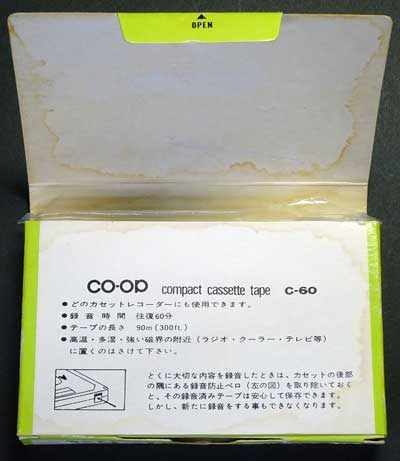 OPEN
CO-OP compact cassette tape C-60
●どのカセットレコーダーにも使用できます。
●録音時間 往復60分
●テープの長さ 90m(300ft.)
●高温・多湿・強い磁界の附近(ラジオ・クーラー・テレビ等)
に置くのはさけて下さい。
とくに大切な内容を録音したときは、カセットの後部
の隅にある録音防止ベロ(左の図)を取り除いておく
と、その録音済みテープは安心して保存できます。
しかし、新たに録音をする事もできなくなります。